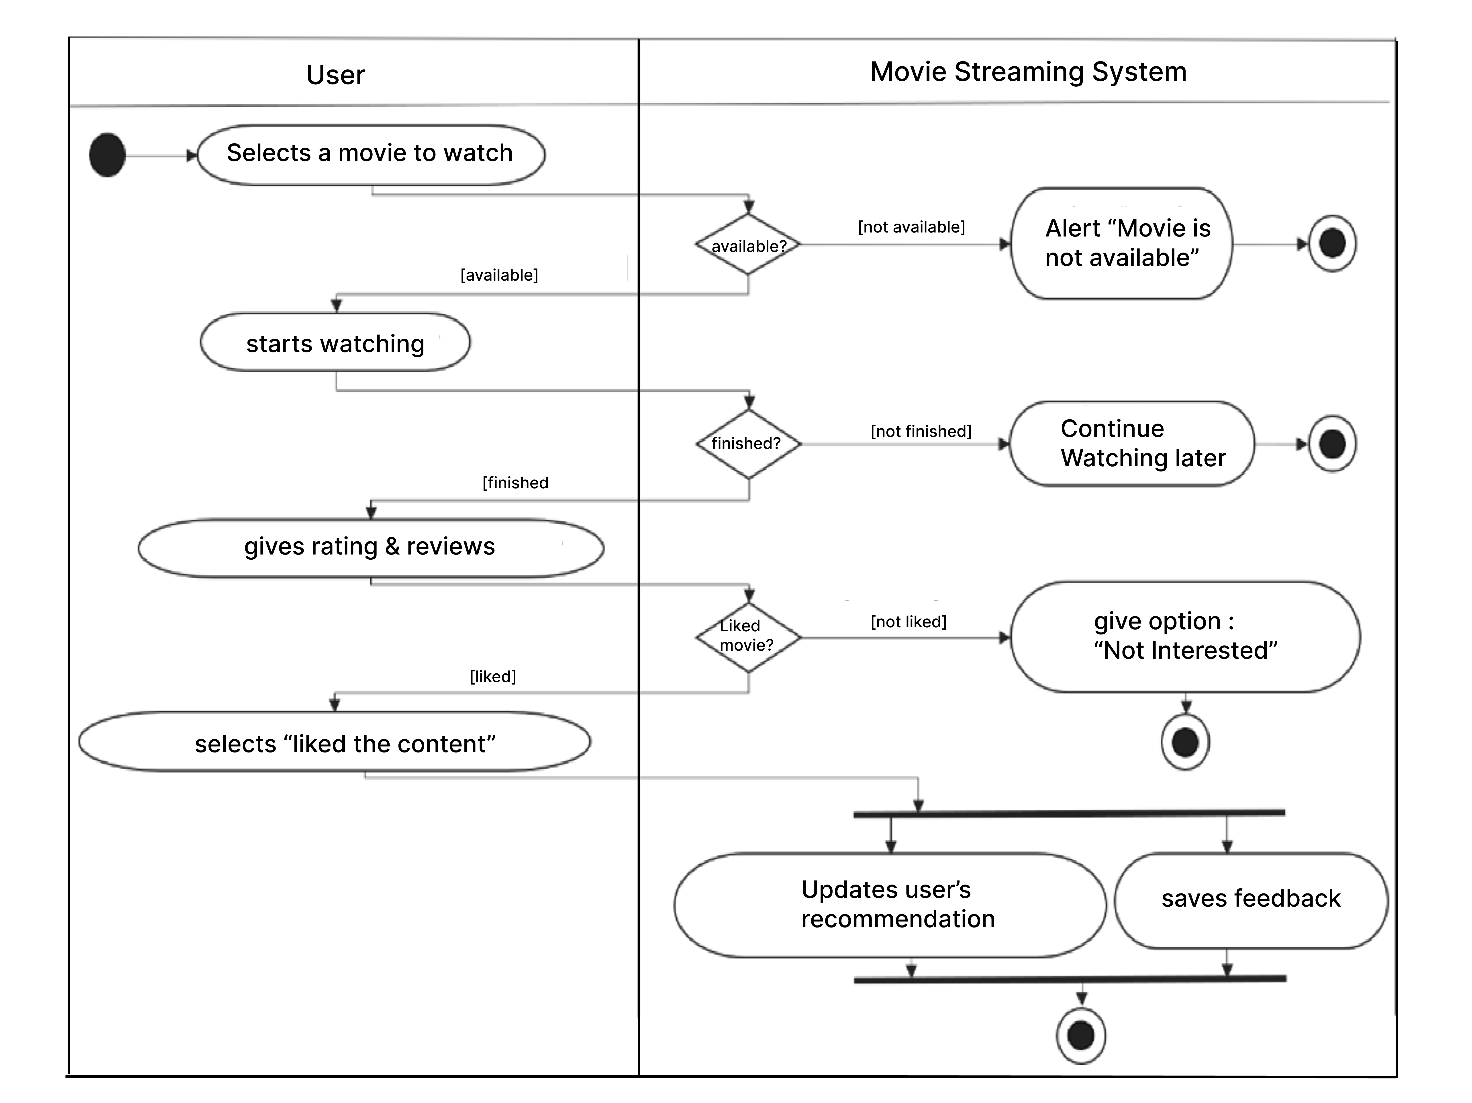 User
Movie Streaming System
Selects a movie to watch
available?
[not available]
Alert “Movie is
not available”
[available]
starts watching
finished?
[not finished]
Continue
Watching later
[finished
gives rating & reviews
Liked
movie?
[not liked]
give option :
“Not Interested”
[liked]
selects “liked the content”
Updates user’s
recommendation
saves feedback